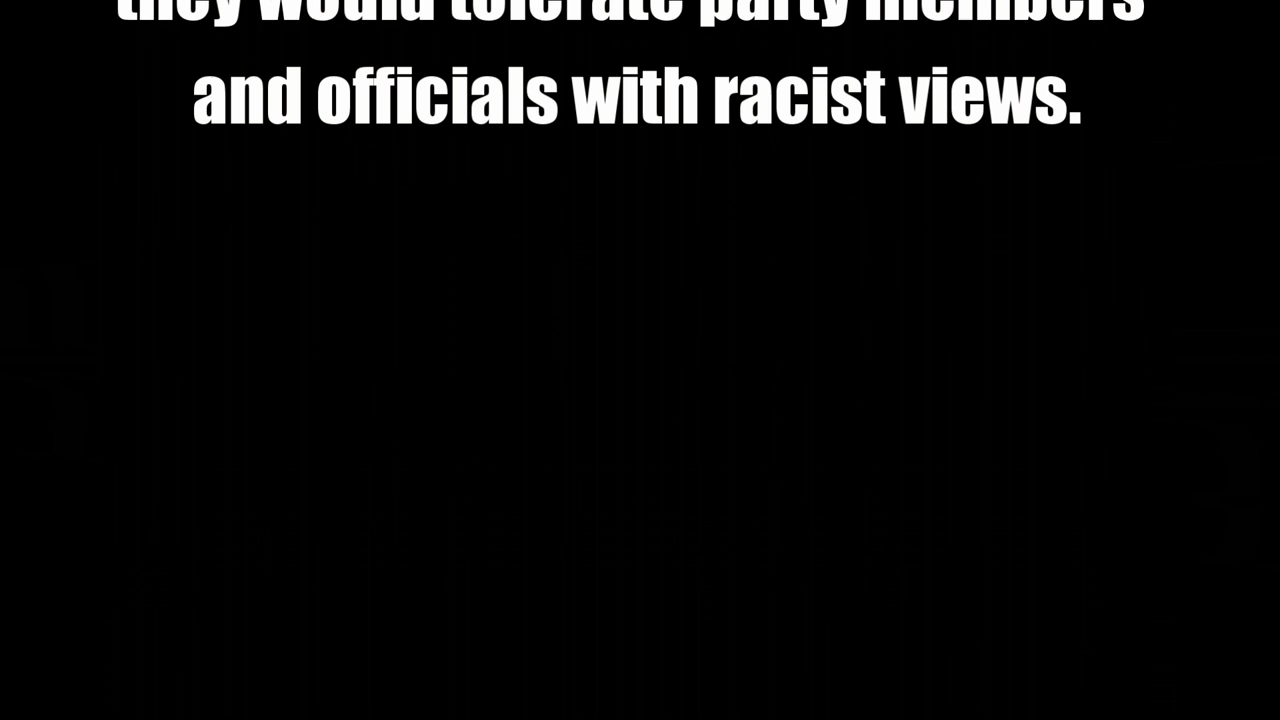 they would tolerate party members
and officials with racist views.